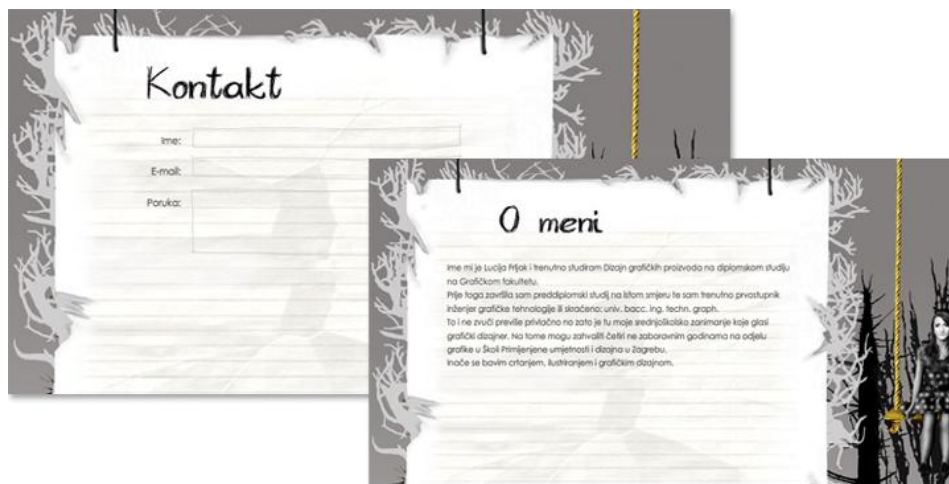 Kontakt
Ime:
E-mail:
Poruka:
O meni
Ime mi je Lucija Prljak i trenutno studiram Dizajn grafičkih proizvoda na diplomskom studiju
na Grafičkom fakultetu.
Prije toga završila sam preddiplomski studij na istom smjeru te sam trenutno prvostupnik
inženjer grafičke tehnologije ili skraćeno: univ. bacc. ing. techn. graph.
To i ne zvuči previše privlačno no zato je tu moje srednjoškolsko zanimanje koje glasi
grafički dizajner. Na tome mogu zahvaliti četiri ne zaboravnim godinama na odjelu
grafike u Školi Primijenjene umjetnosti i dizajna u Zagrebu.
Inače se bavim crtanjem, ilustriranjem i grafičkim dizajnom.